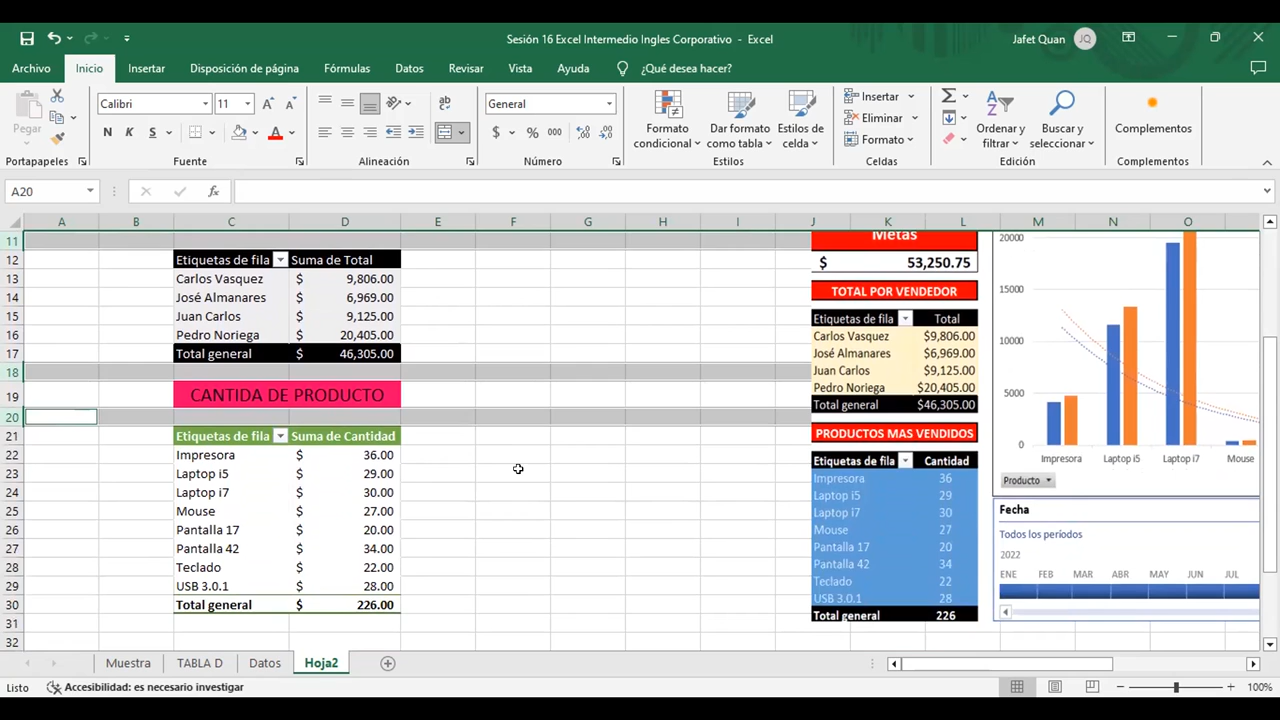 Sesión 16 Excel Intermedio Ingles Corporativo - Excel
Jafet Quan JQ
Archivo Inicio Insertar Disposición de página Fórmulas Datos Revisar Vista Ayuda ¿Qué desea hacer?
Pegar
Calibri 11
N K S
General
$ % 000
Formato condicional
Dar formato como tabla
Estilos de celda
Insertar
Eliminar
Formato
Ordenar y filtrar
Buscar y seleccionar
Complementos
Portapapeles Fuente Alineación Número Estilos Celdas Edición Complementos
A20 fx
A B C D E F G H I J K L M N O
11
12 Etiquetas de fila Suma de Total
13 Carlos Vasquez $ 9,806.00
14 José Almanares $ 6,969.00
15 Juan Carlos $ 9,125.00
16 Pedro Noriega $ 20,405.00
17 Total general $ 46,305.00
18
19 CANTIDA DE PRODUCTO
20
21 Etiquetas de fila Suma de Cantidad
22 Impresora $ 36.00
23 Laptop i5 $ 29.00
24 Laptop i7 $ 30.00
25 Mouse $ 27.00
26 Pantalla 17 $ 20.00
27 Pantalla 42 $ 34.00
28 Teclado $ 22.00
29 USB 3.0.1 $ 28.00
30 Total general $ 226.00
31
32
Metas
$ 53,250.75
TOTAL POR VENDEDOR
Etiquetas de fila Total
Carlos Vasquez $9,806.00
José Almanares $6,969.00
Juan Carlos $9,125.00
Pedro Noriega $20,405.00
Total general $46,305.00
PRODUCTOS MAS VENDIDOS
Etiquetas de fila Cantidad
Impresora 36
Laptop i5 29
Laptop i7 30
Mouse 27
Pantalla 17 20
Pantalla 42 34
Teclado 22
USB 3.0.1 28
Total general 226
20000
15000
10000
5000
0
Impresora Laptop i5 Laptop i7 Mouse
Producto
Fecha
Todos los períodos
2022
ENE FEB MAR ABR MAY JUN JUL
Muestra TABLA D Datos Hoja2
Listo Accesibilidad: es necesario investigar 100%